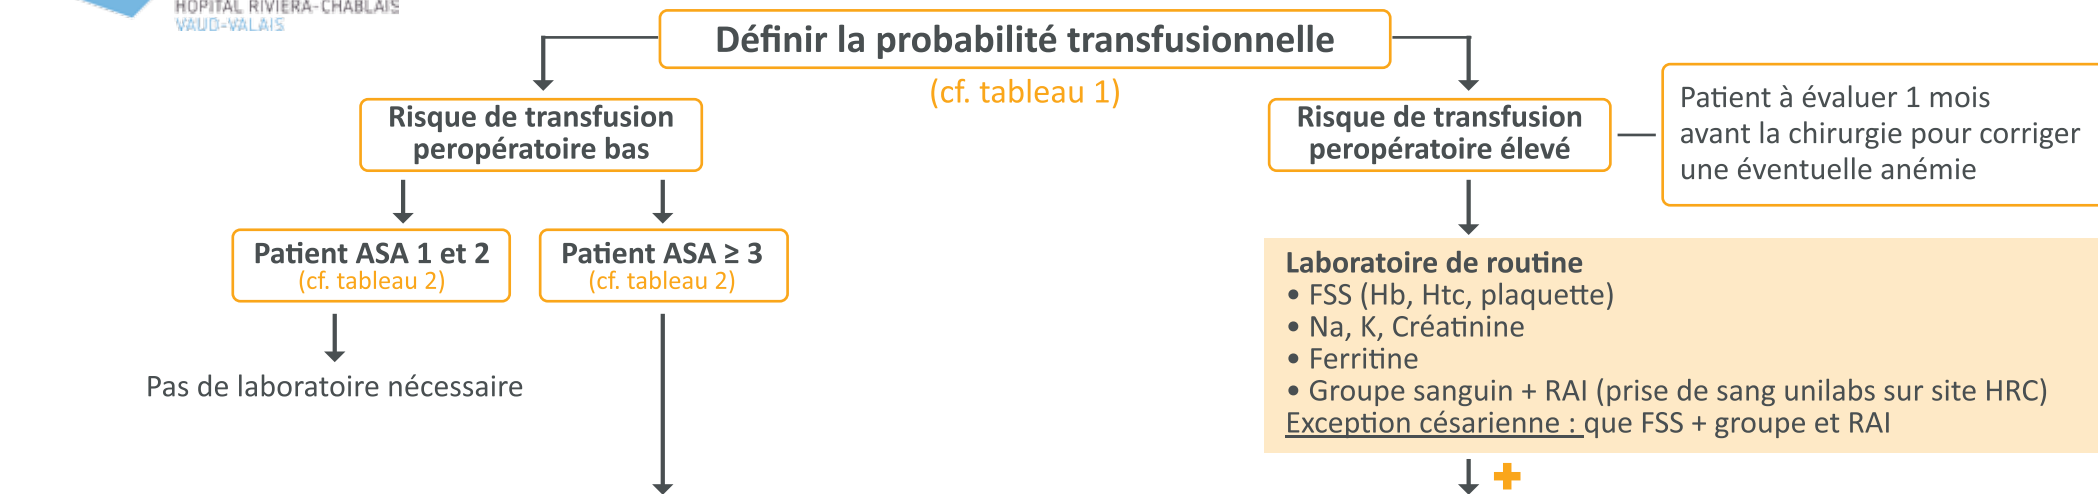 HÔPITAL RIVIERA-CHABLAIS
VAUD-VALAIS
Définir la probabilité transfusionnelle
(cf. tableau 1)
Risque de transfusion
peropératoire bas
Risque de transfusion
peropératoire élevé
Patient à évaluer 1 mois
avant la chirurgie pour corriger
une éventuelle anémie
Patient ASA 1 et 2
(cf. tableau 2)
Patient ASA ≥ 3
(cf. tableau 2)
Pas de laboratoire nécessaire
Laboratoire de routine
• FSS (Hb, Htc, plaquette)
• Na, K, Créatinine
• Ferritine
• Groupe sanguin + RAI (prise de sang unilabs sur site HRC)
Exception césarienne : que FSS + groupe et RAI